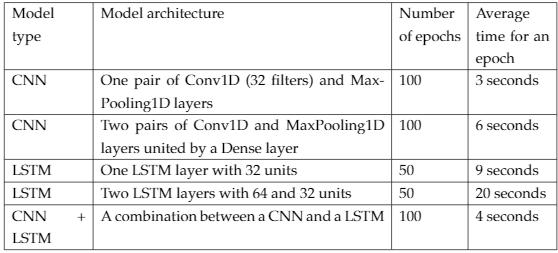 Model type Model architecture Number of epochs Average time for an epoch
CNN One pair of Conv1D (32 filters) and Max-
Pooling1D layers 100 3 seconds
CNN Two pairs of Conv1D and MaxPooling1D
layers united by a Dense layer 100 6 seconds
LSTM One LSTM layer with 32 units 50 9 seconds
LSTM Two LSTM layers with 64 and 32 units 50 20 seconds
CNN + LSTM A combination between a CNN and a LSTM 100 4 seconds